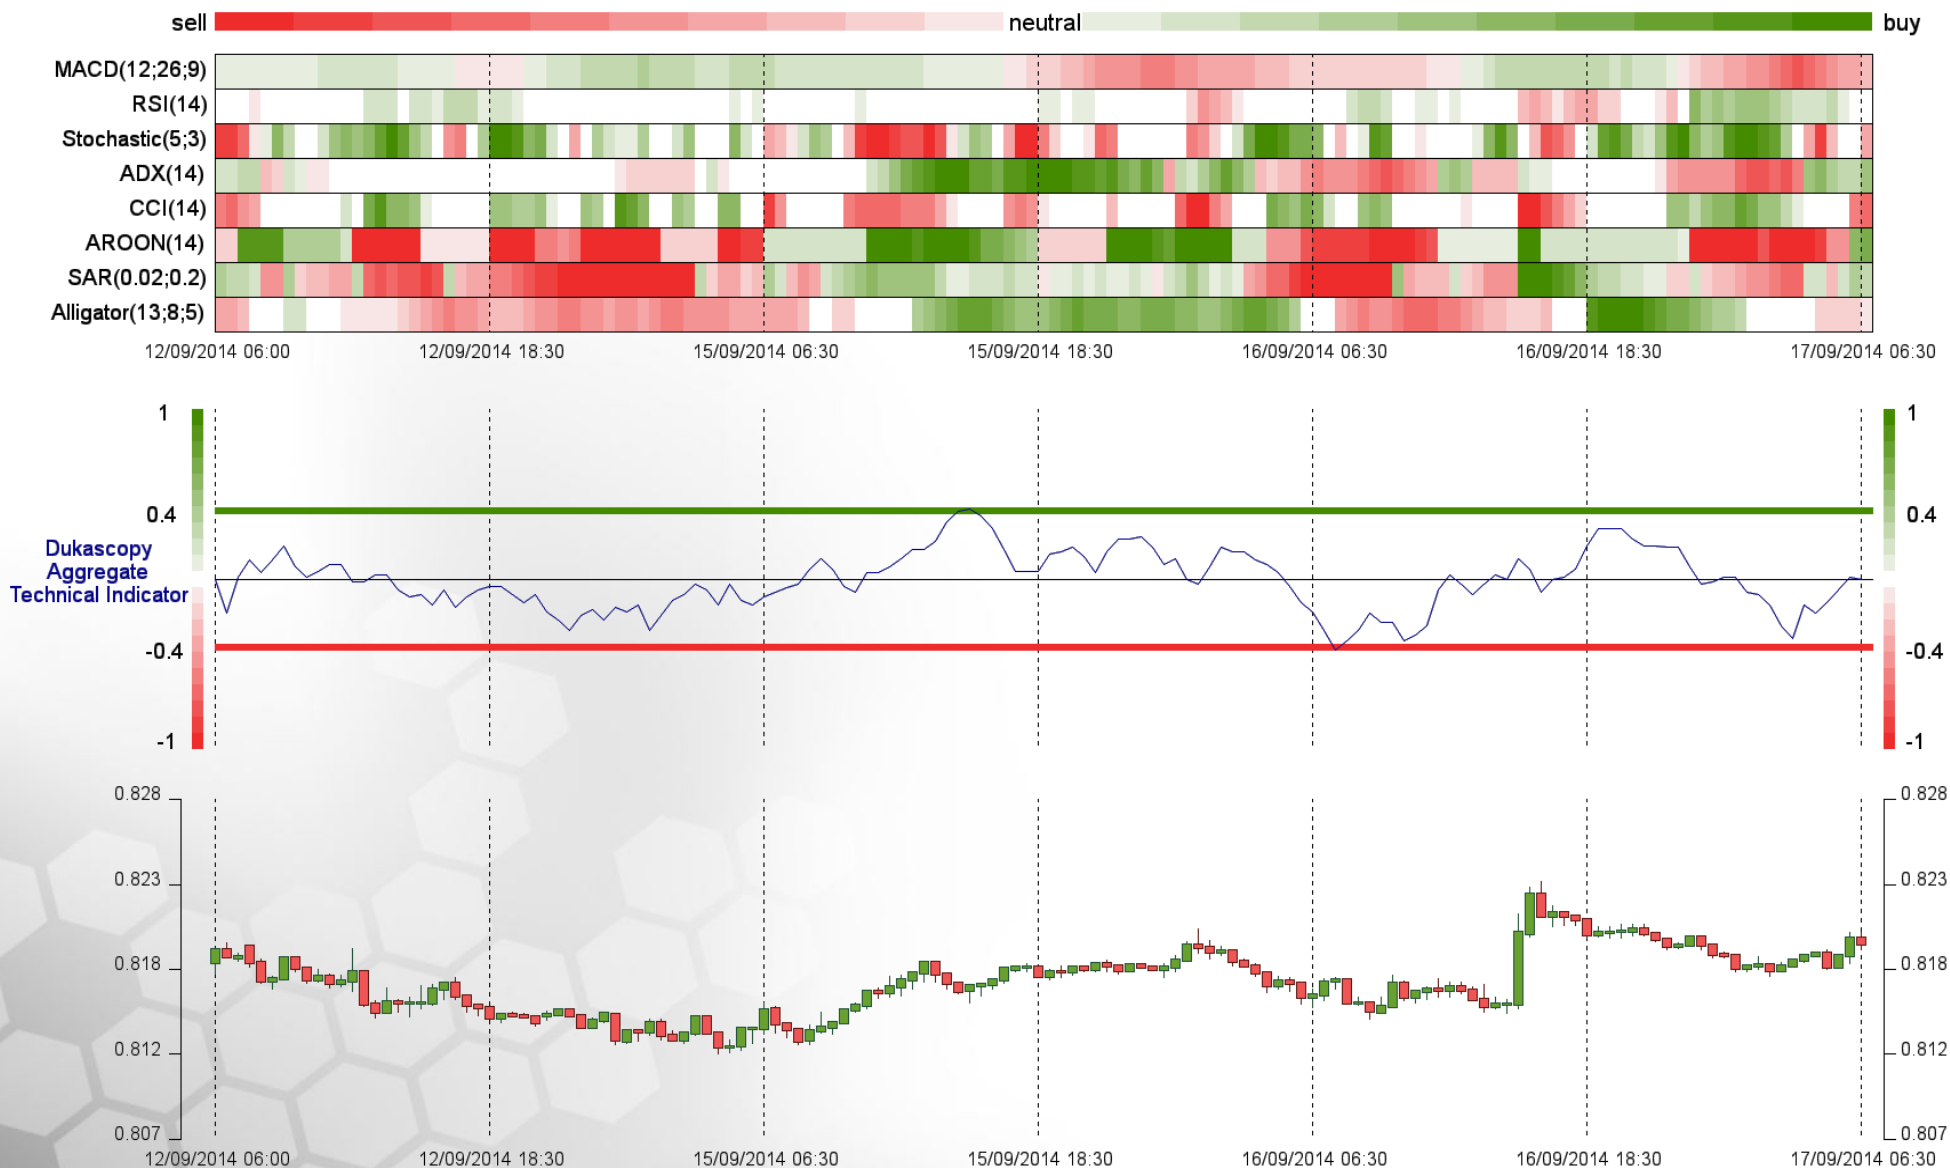 sell neutral buy
MACD(12;26;9)
RSI(14)
Stochastic(5;3)
ADX(14)
CCI(14)
AROON(14)
SAR(0.02;0.2)
Alligator(13;8;5)
12/09/2014 06:00 12/09/2014 18:30 15/09/2014 06:30 15/09/2014 18:30 16/09/2014 06:30 16/09/2014 18:30 17/09/2014 06:30
1 1
0.4 0.4
Dukascopy
Aggregate
Technical Indicator
-0.4 -0.4
-1 -1
0.828 0.828
0.823 0.823
0.818 0.818
0.812 0.812
0.807 0.807
12/09/2014 06:00 12/09/2014 18:30 15/09/2014 06:30 15/09/2014 18:30 16/09/2014 06:30 16/09/2014 18:30 17/09/2014 06:30